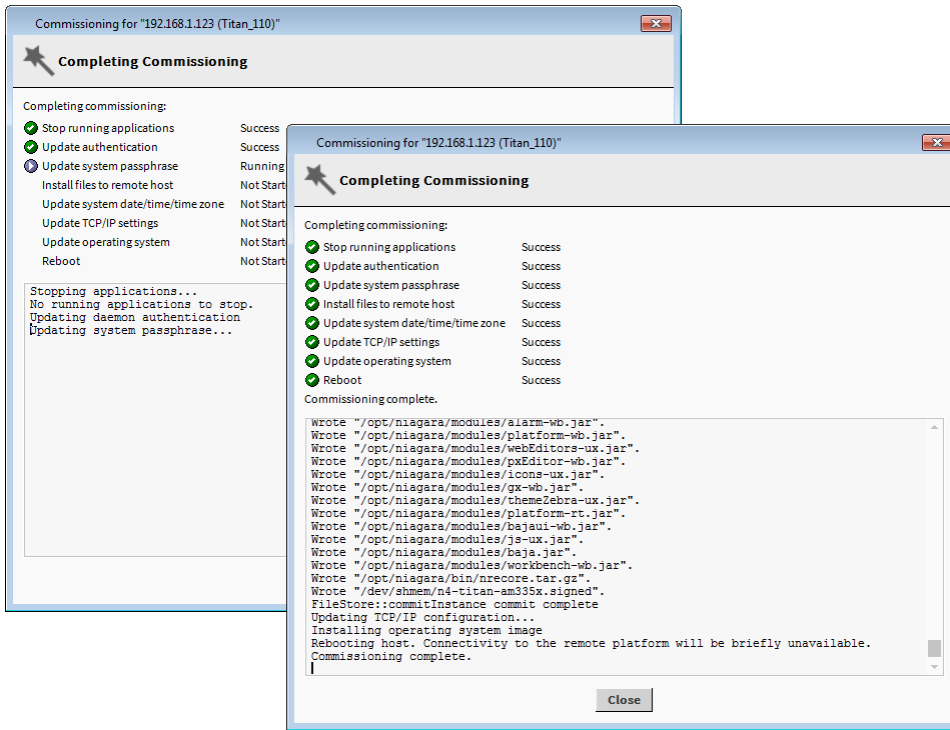 Commissioning for "192.168.1.123 (Titan_110)"
Completing Commissioning
Completing commissioning:
Stop running applications Success
Update authentication Success
Update system passphrase Running
Install files to remote host Not Start
Update system date/time/time zone Not Start
Update TCP/IP settings Not Start
Update operating system Not Start
Reboot Not Start
Stopping applications...
No running applications to stop.
Updating daemon authentication
Updating system passphrase...
Commissioning for "192.168.1.123 (Titan_110)"
Completing Commissioning
Completing commissioning:
Stop running applications Success
Update authentication Success
Update system passphrase Success
Install files to remote host Success
Update system date/time/time zone Success
Update TCP/IP settings Success
Update operating system Success
Reboot Success
Commissioning complete.
Wrote "/opt/niagara/modules/alarm-wb.jar".
Wrote "/opt/niagara/modules/platform-wb.jar".
Wrote "/opt/niagara/modules/webEditors-ux.jar".
Wrote "/opt/niagara/modules/pxEditor-wb.jar".
Wrote "/opt/niagara/modules/icons-ux.jar".
Wrote "/opt/niagara/modules/gx-wb.jar".
Wrote "/opt/niagara/modules/themeZebra-ux.jar".
Wrote "/opt/niagara/modules/platform-rt.jar".
Wrote "/opt/niagara/modules/bajaui-wb.jar".
Wrote "/opt/niagara/modules/js-ux.jar".
Wrote "/opt/niagara/modules/baja.jar".
Wrote "/opt/niagara/modules/workbench-wb.jar".
Wrote "/opt/niagara/bin/nrecore.tar.gz".
Wrote "/dev/shmem/n4-titan-am335x.signed".
FileStore::commitInstance commit complete
Updating TCP/IP configuration...
Installing operating system image
Rebooting host. Connectivity to the remote platform will be briefly unavailable.
Commissioning complete.
Close